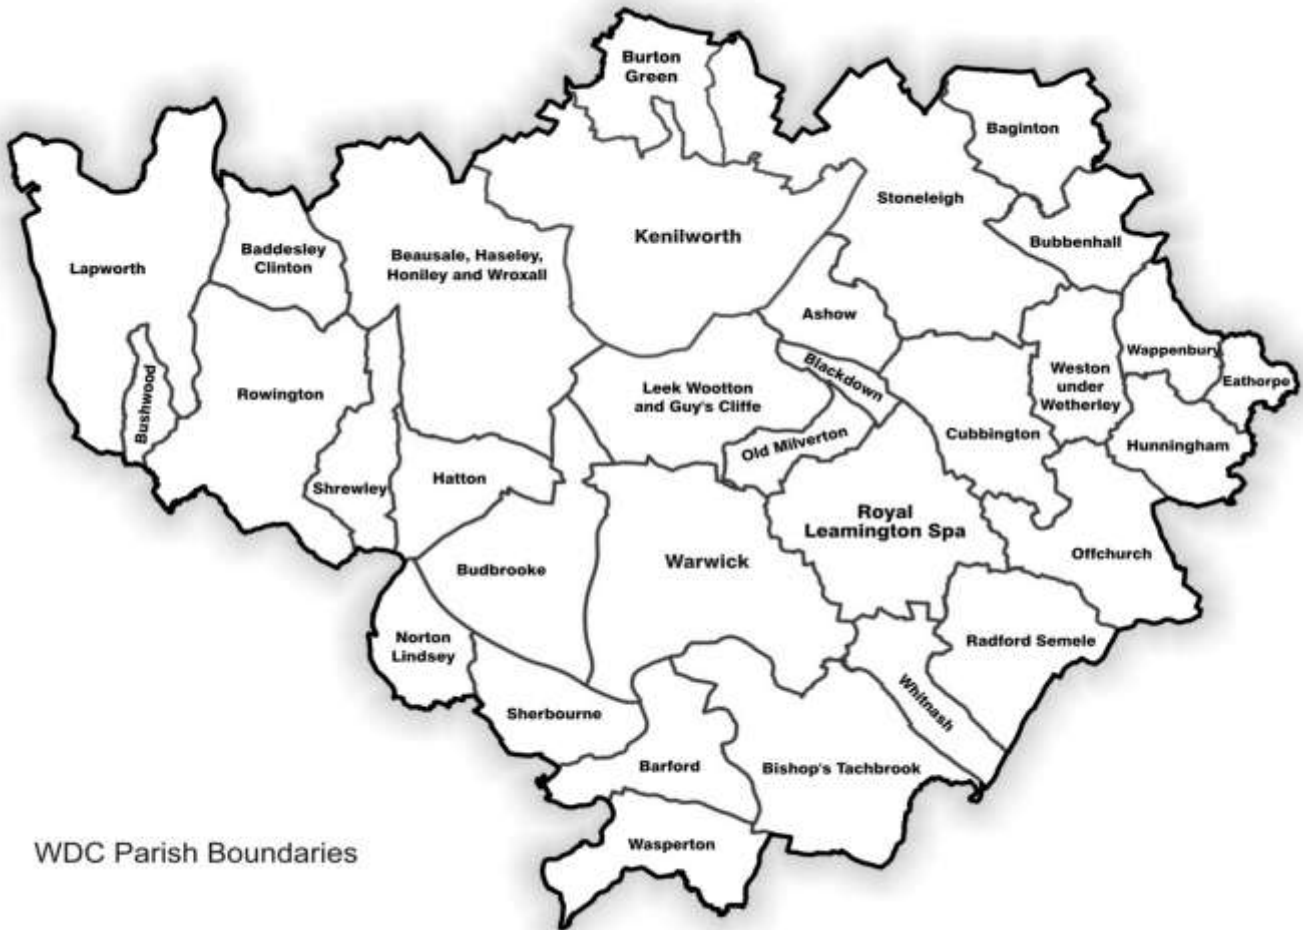 Burton
Green
Baginton
Stoneleigh
Kenilworth
Bubbenhall
Baddesley
Clinton
Beausale, Haseley,
Honiley and Wroxall
Lapworth
Ashow
Wappenbury
Blackdown
Weston
under
Wetherley
Eathorpe
Leek Wootton
and Guy's Cliffe
Rowington
Bushwood
Old Milverton
Cubbington
Hunningham
Hatton
Shrewley
Royal
Leamington Spa
Offchurch
Warwick
Budbrooke
Norton
Lindsey
Radford Semele
Whitnash
Sherbourne
Barford
Bishop's Tachbrook
Wasperton
WDC Parish Boundaries